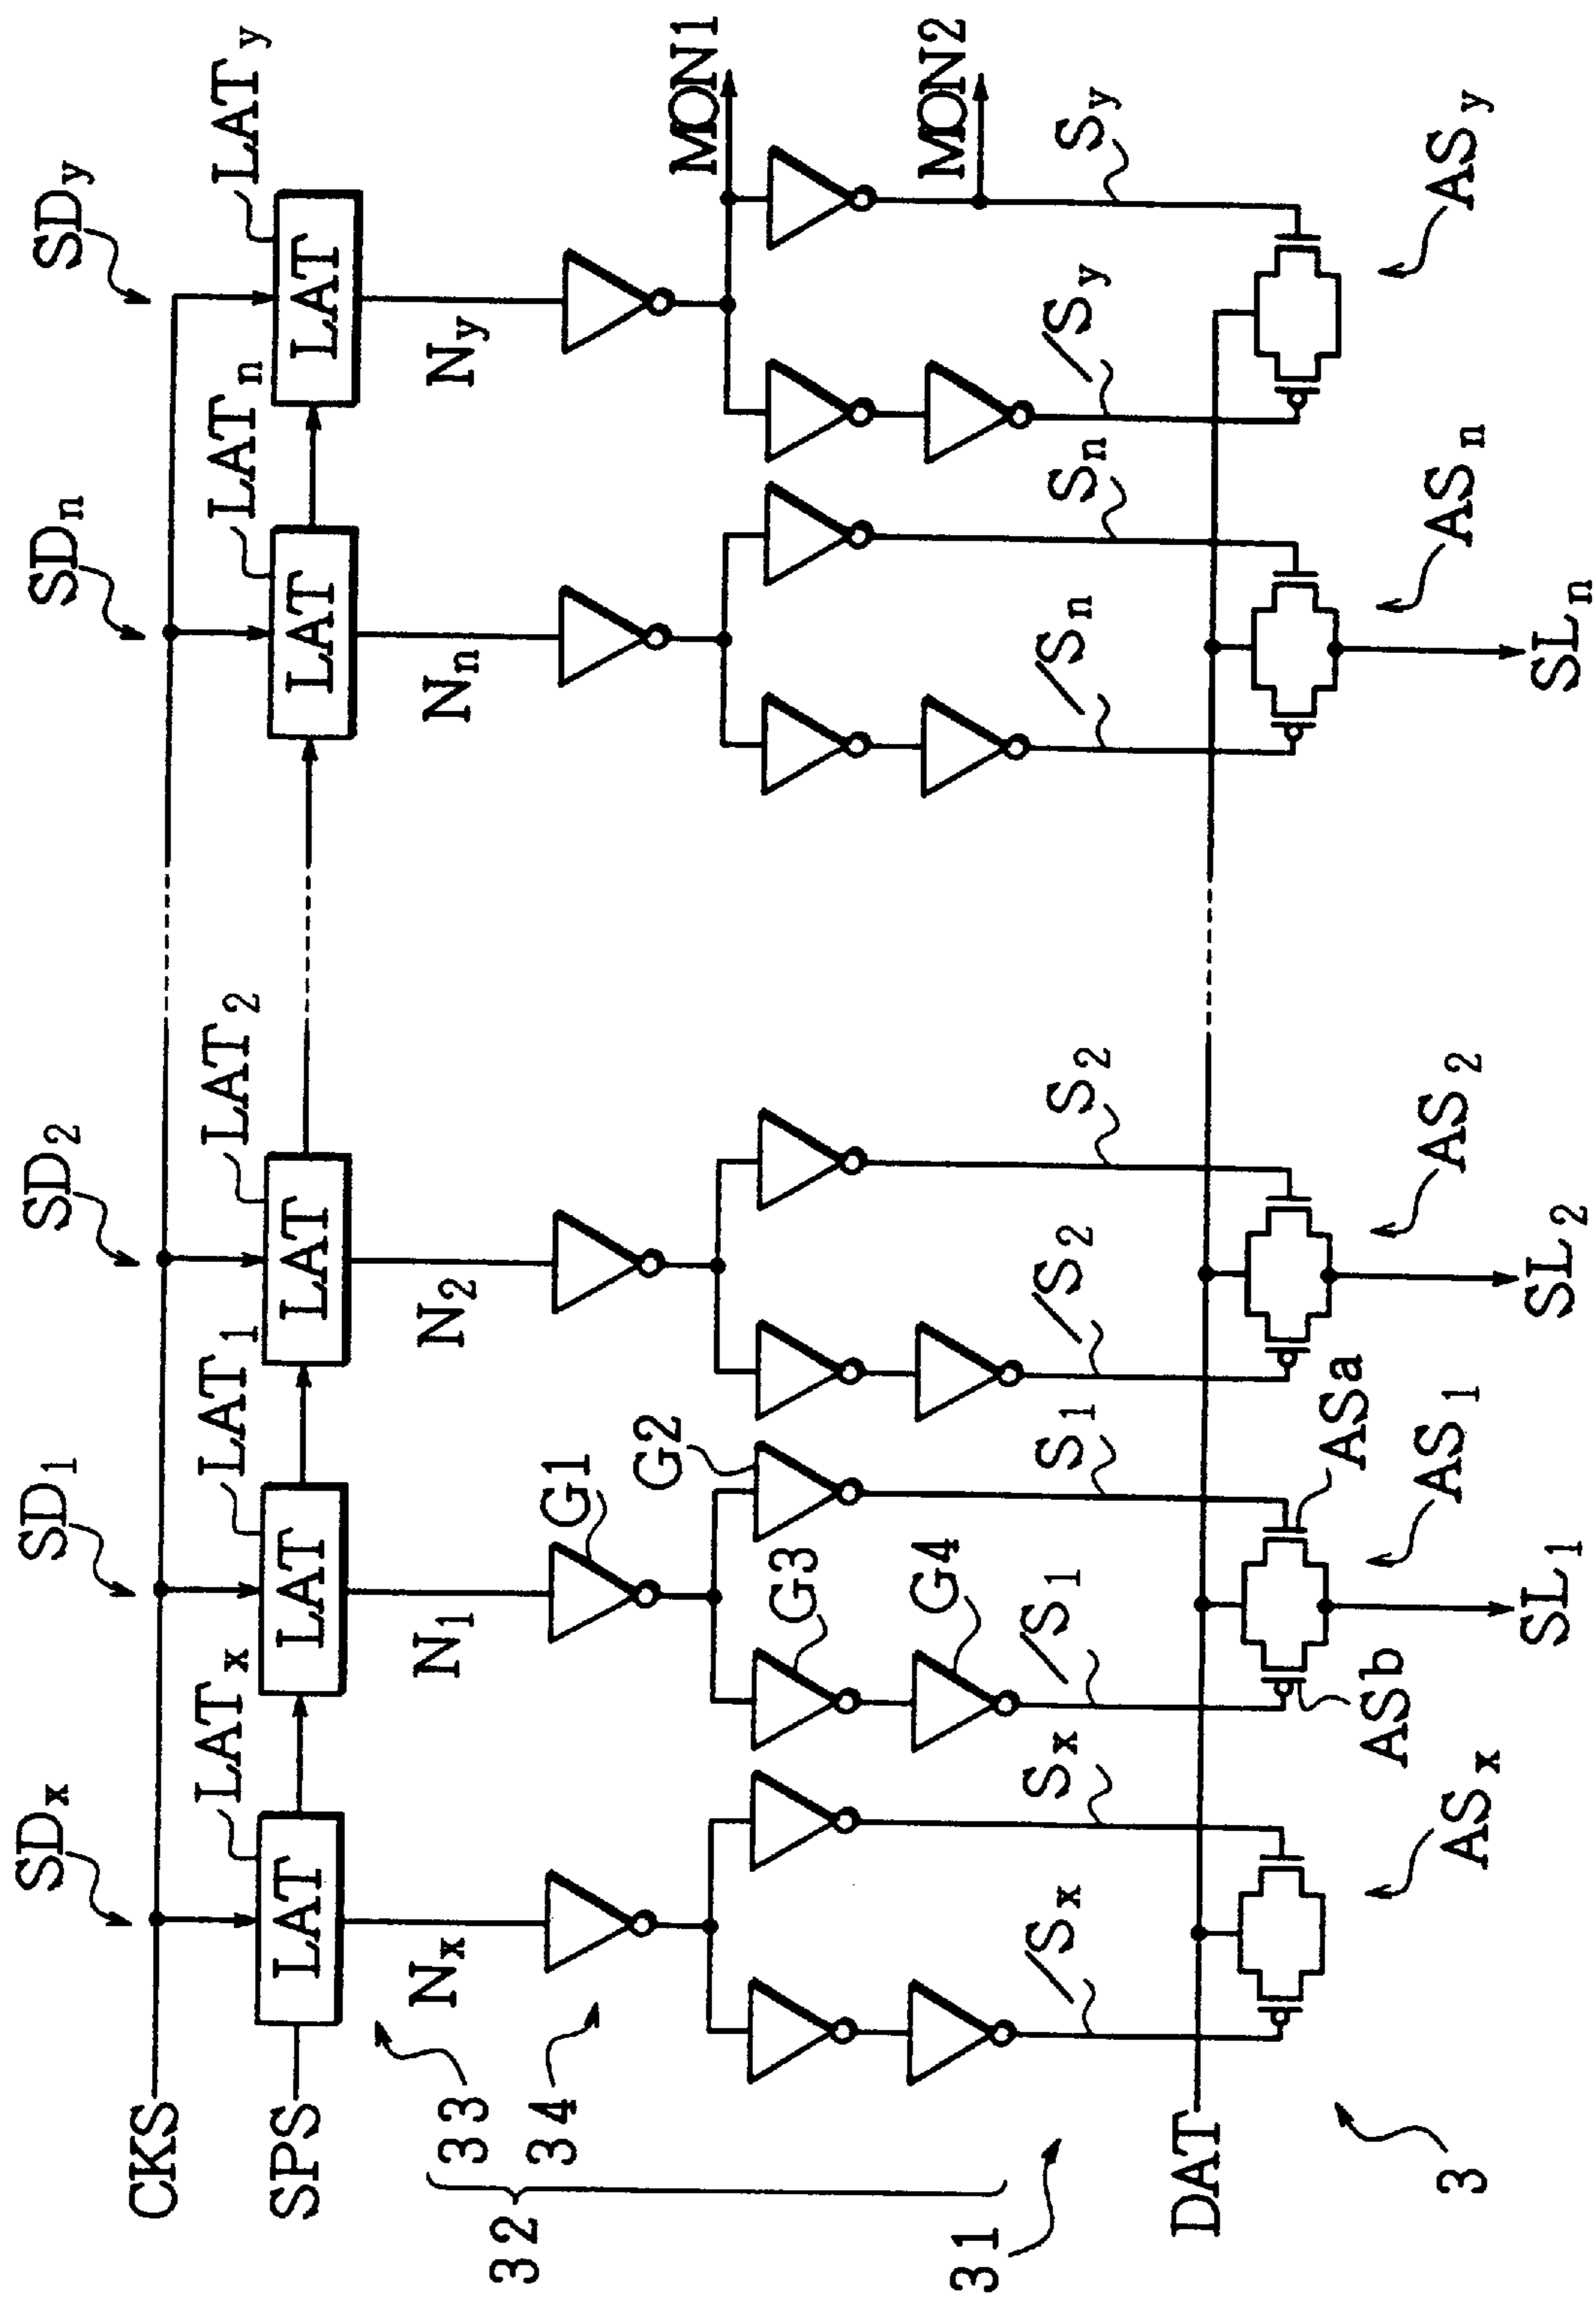 SDx SD1 SD2 SDn SDy
LATx LAT1 LAT2 LATn LATy
CKS
SPS LAT LAT LAT LAT LAT
33 Nx N1 N2 Nn Ny
34 G1
32 G2 MON1
G3
G4 MON2
31 /Sx Sx /S1 S1 /S2 S2 /Sn Sn /Sy Sy
DAT
ASb ASa
3 ASx AS1 AS2 ASn ASy
SL1 SL2 SLn